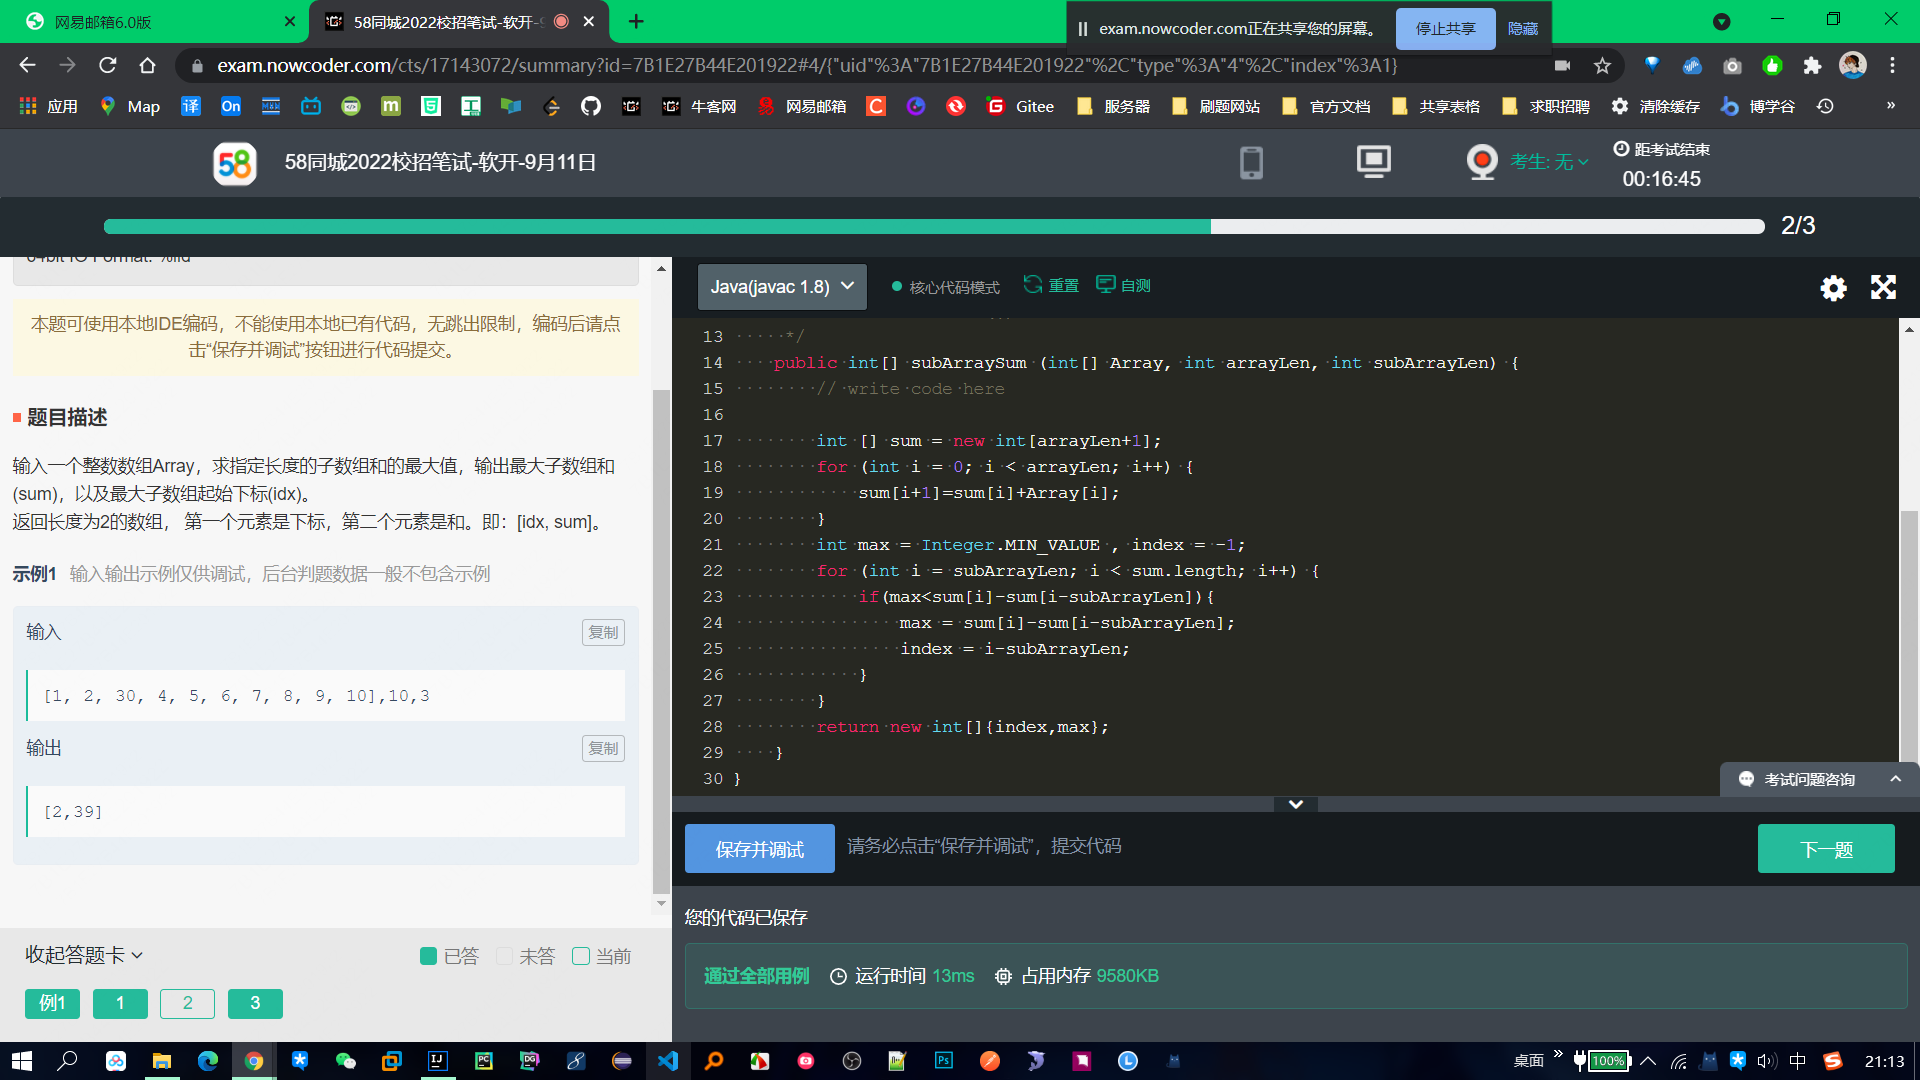 网易邮箱6.0版
58同城2022校招笔试-软开-9
exam.nowcoder.com正在共享您的屏幕。
停止共享
隐藏
exam.nowcoder.com/cts/17143072/summary?id=7B1E27B44E201922#4/{"uid"%3A"7B1E27B44E201922"%2C"type"%3A"4"%2C"index"%3A1}
应用 Map 译 On 牛客网 网易邮箱 C Gitee 服务器 刷题网站 官方文档 共享表格 求职招聘 清除缓存 博学谷 »
58 58同城2022校招笔试-软开-9月11日
考生: 无
距考试结束
00:16:45
2/3
64bit IO Format: %lld
本题可使用本地IDE编码，不能使用本地已有代码，无跳出限制，编码后请点
击“保存并调试”按钮进行代码提交。
题目描述
输入一个整数数组Array，求指定长度的子数组和的最大值，输出最大子数组和
(sum)，以及最大子数组起始下标(idx)。
返回长度为2的数组， 第一个元素是下标，第二个元素是和。即：[idx, sum]。
示例1 输入输出示例仅供调试，后台判题数据一般不包含示例
输入
复制
[1, 2, 30, 4, 5, 6, 7, 8, 9, 10],10,3
输出
复制
[2,39]
收起答题卡
已答 未答 当前
例1 1 2 3
Java(javac 1.8) 核心代码模式 重置 自测
13 */
14 public int[] subArraySum (int[] Array, int arrayLen, int subArrayLen) {
15 // write code here
16
17 int [] sum = new int[arrayLen+1];
18 for (int i = 0; i < arrayLen; i++) {
19 sum[i+1]=sum[i]+Array[i];
20 }
21 int max = Integer.MIN_VALUE , index = -1;
22 for (int i = subArrayLen; i < sum.length; i++) {
23 if(max<sum[i]-sum[i-subArrayLen]){
24 max = sum[i]-sum[i-subArrayLen];
25 index = i-subArrayLen;
26 }
27 }
28 return new int[]{index,max};
29 }
30 }
考试问题咨询
保存并调试
请务必点击“保存并调试”，提交代码
下一题
您的代码已保存
通过全部用例 运行时间 13ms 占用内存 9580KB
桌面 » 100% 中 21:13